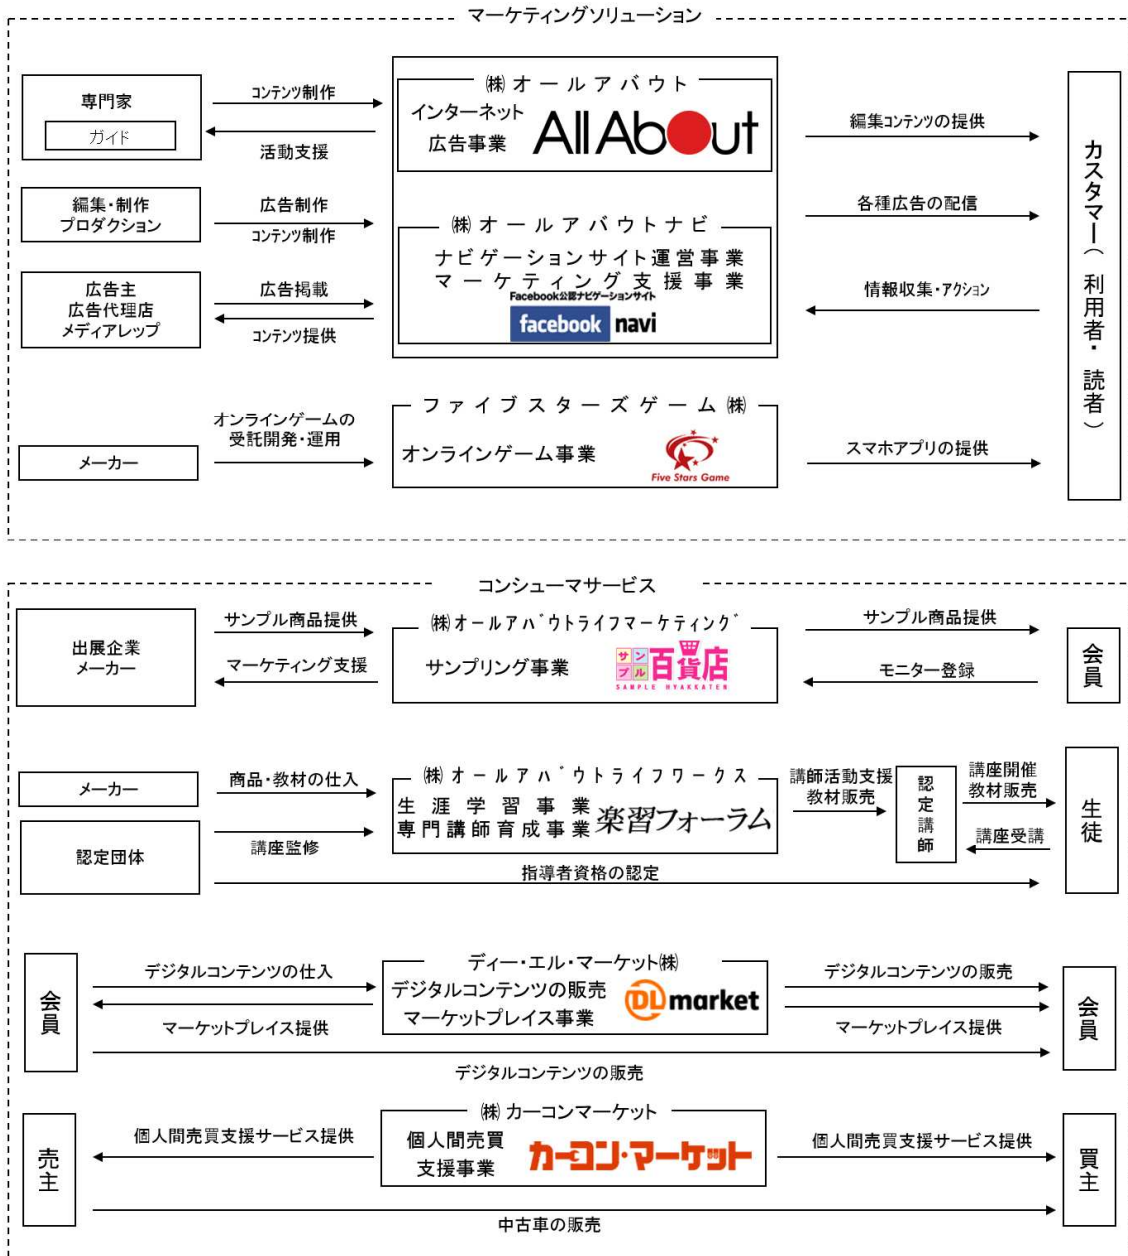 マーケティングソリューション
専門家
ガイド
コンテンツ制作
活動支援
㈱オールアバウト
インターネット
広告事業
All About
編集コンテンツの提供
編集・制作
プロダクション
広告制作
コンテンツ制作
㈱オールアバウトナビ
ナビゲーションサイト運営事業
マーケティング支援事業
Facebook公認ナビゲーションサイト
facebook navi
各種広告の配信
広告主
広告代理店
メディアレップ
広告掲載
コンテンツ提供
情報収集・アクション
カスタマー(利用者・読者)
メーカー
オンラインゲームの
受託開発・運用
ファイブスターズゲーム㈱
オンラインゲーム事業
Five Stars Game
スマホアプリの提供
コンシューマサービス
出展企業
メーカー
サンプル商品提供
マーケティング支援
㈱オールアバウトライフマーケティング
サンプリング事業
サンプル百貨店
SAMPLE HYAKKATEN
サンプル商品提供
モニター登録
会員
メーカー
認定団体
商品・教材の仕入
講座監修
㈱オールアバウトライフワークス
生涯学習事業
専門講師育成事業
楽習フォーラム
講師活動支援
教材販売
認定講師
講座開催
教材販売
講座受講
生徒
指導者資格の認定
会員
デジタルコンテンツの仕入
マーケットプレイス提供
ディー・エル・マーケット㈱
デジタルコンテンツの販売
マーケットプレイス事業
DLmarket
デジタルコンテンツの販売
マーケットプレイス提供
会員
デジタルコンテンツの販売
売主
個人間売買支援サービス提供
㈱カーコンマーケット
個人間売買
支援事業
カーコン・マーケット
個人間売買支援サービス提供
買主
中古車の販売